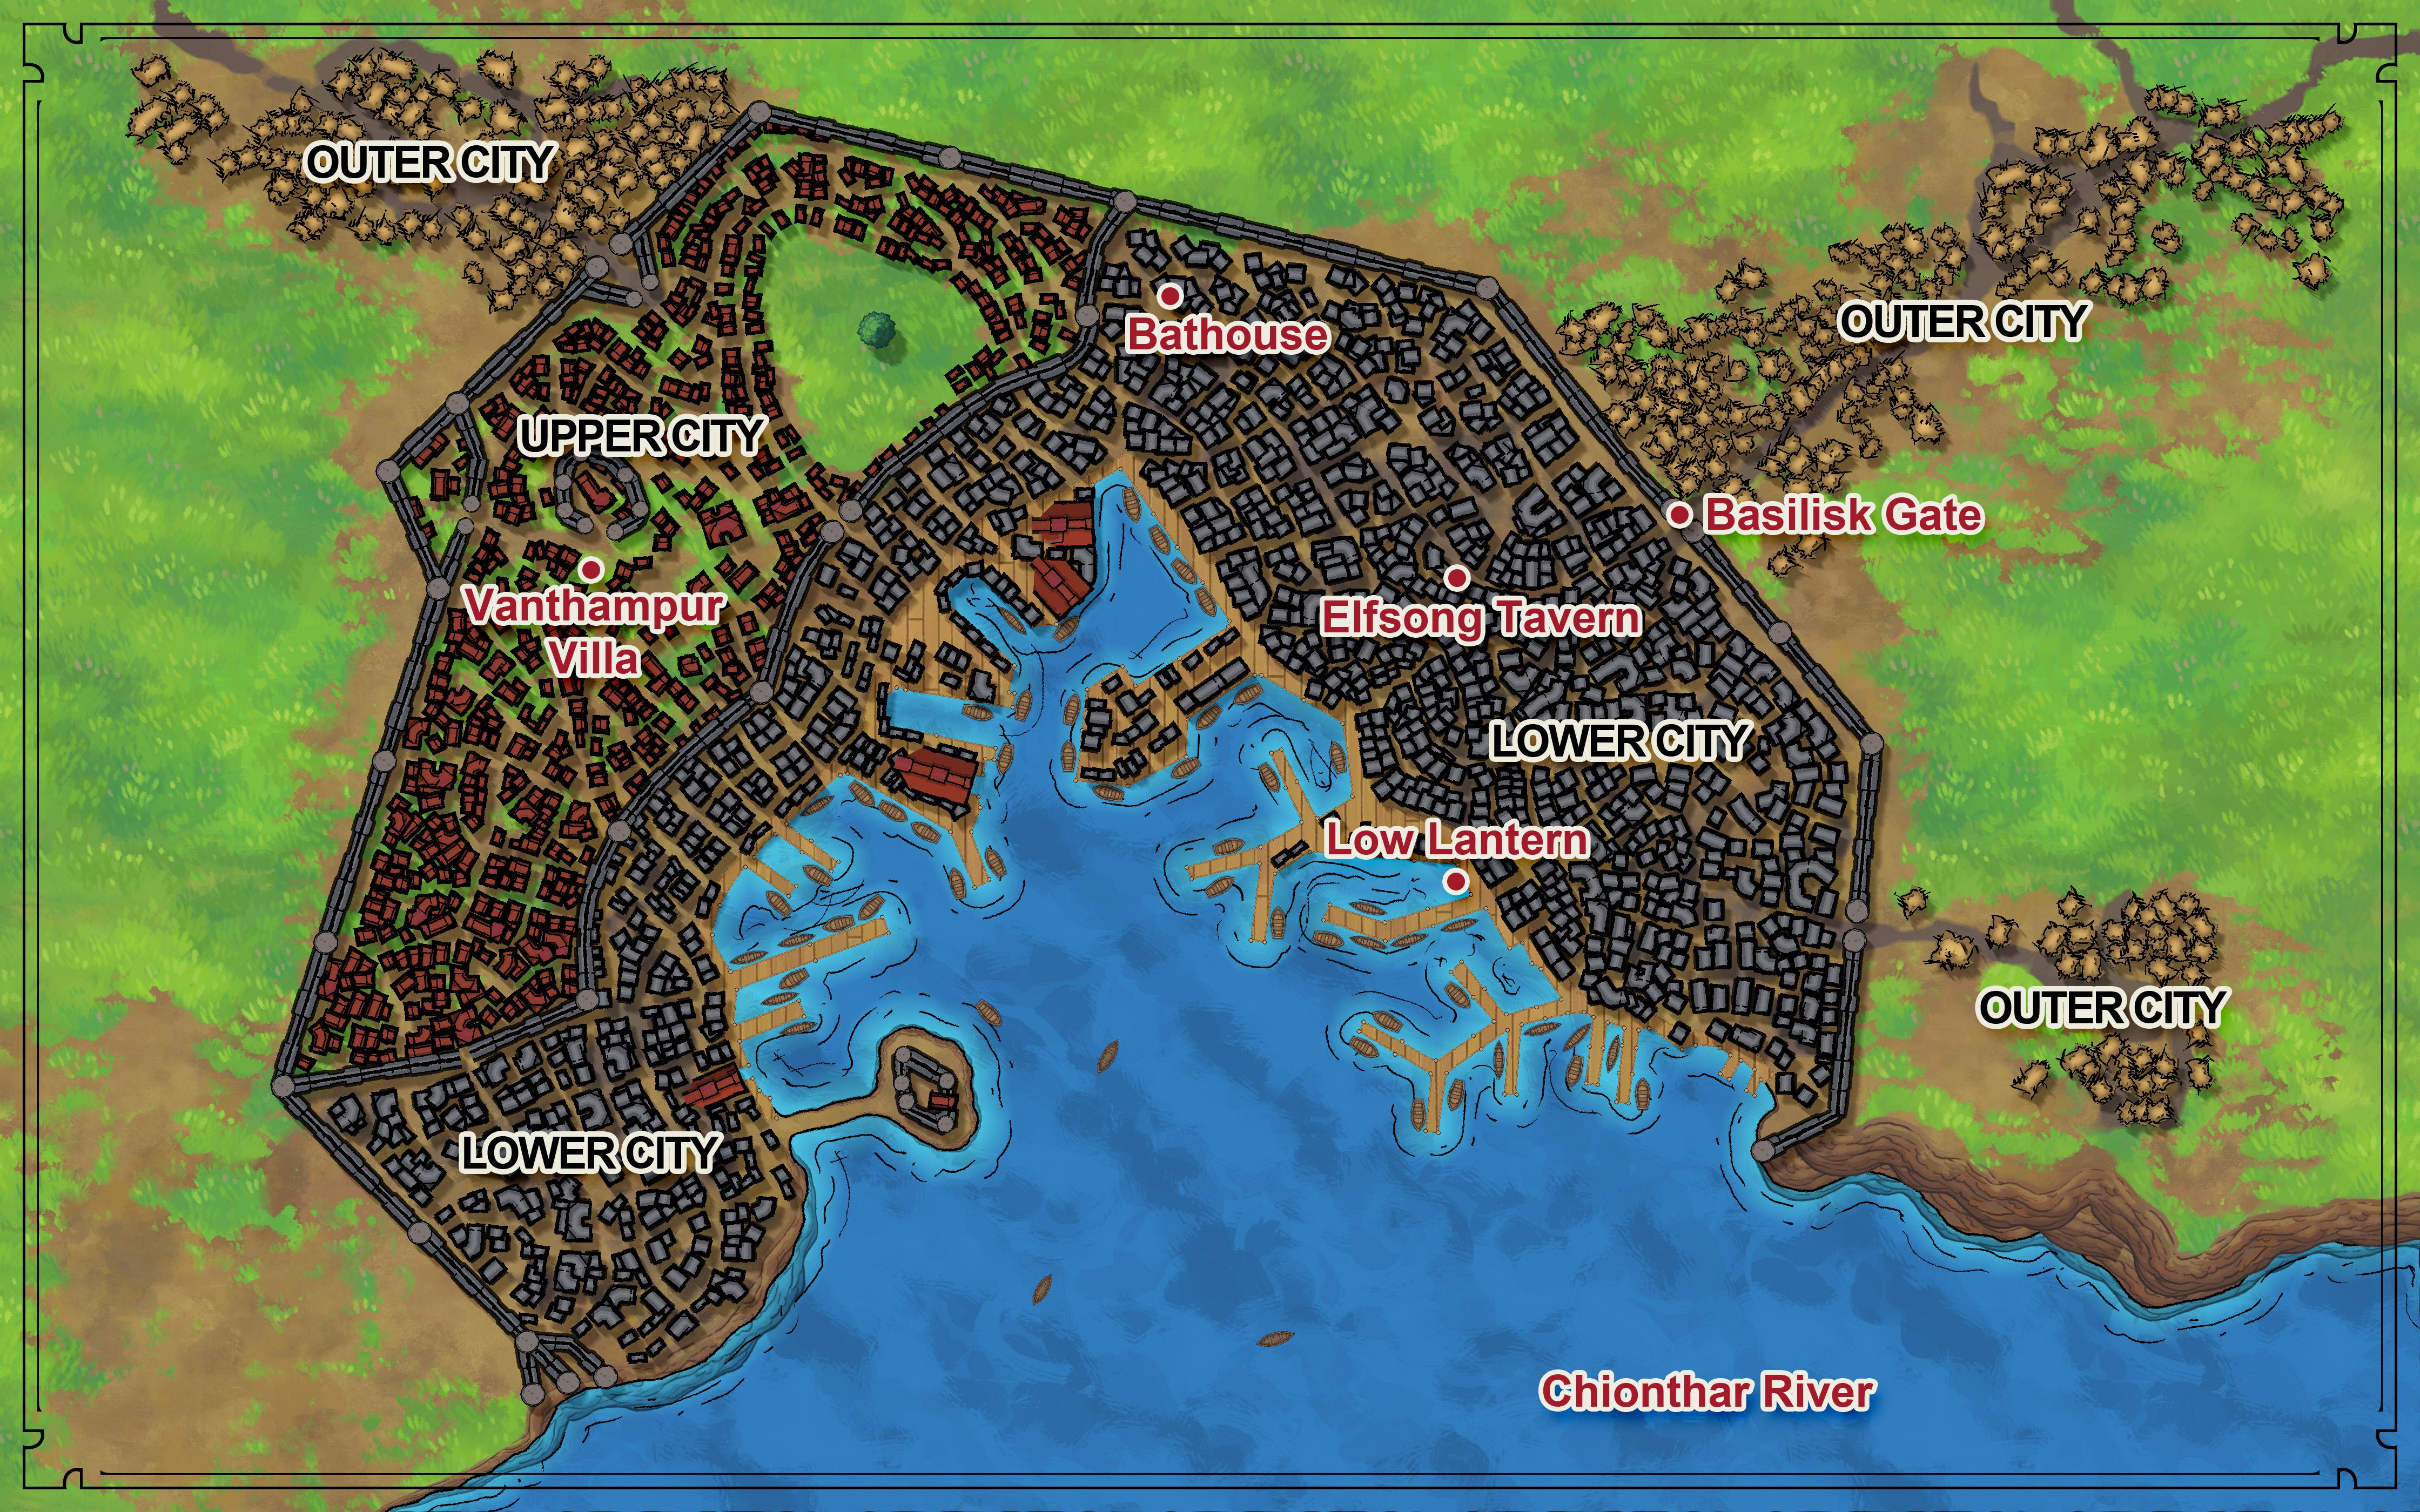 OUTER CITY
OUTER CITY
Bathouse
UPPER CITY
Basilisk Gate
Vanthampur
Villa
Elfsong Tavern
LOWER CITY
Low Lantern
OUTER CITY
LOWER CITY
Chionthar River